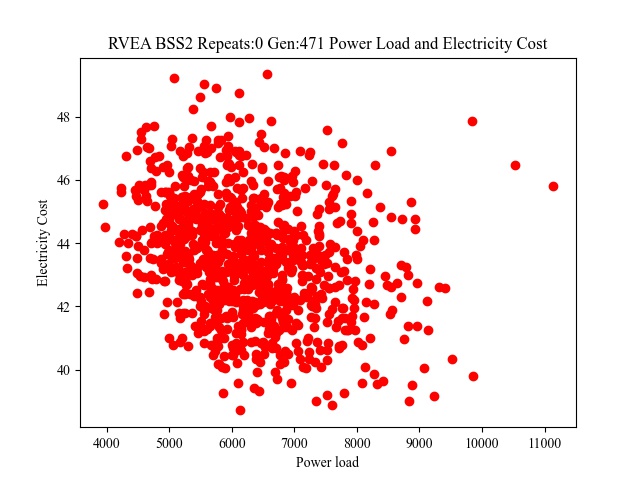 RVEA BSS2 Repeats:0 Gen:471 Power Load and Electricity Cost
48
46
44
42
40
Electricity Cost
4000 5000 6000 7000 8000 9000 10000 11000
Power load